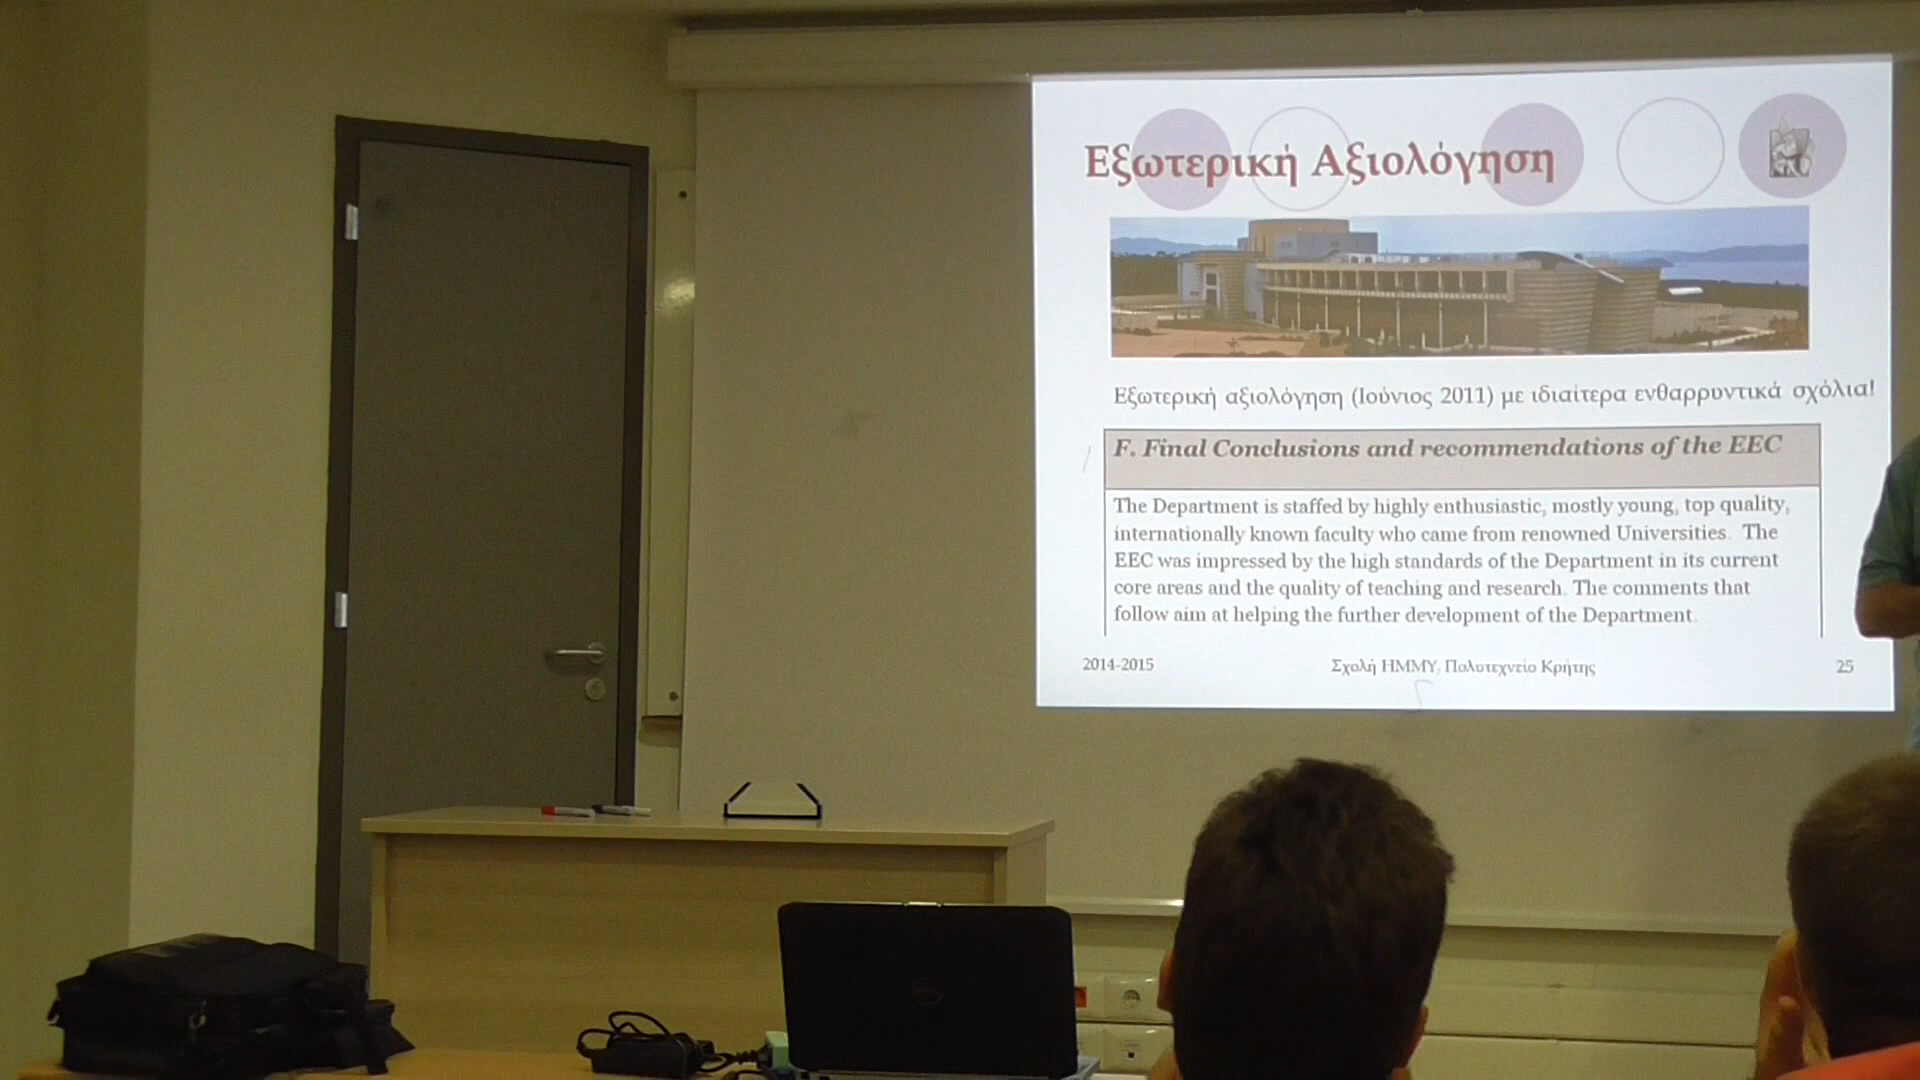 Εξωτερική Αξιολόγηση
Εξωτερική αξιολόγηση (Ιούνιος 2011) με ιδιαίτερα ενθαρρυντικά σχόλια!
F. Final Conclusions and recommendations of the EEC
The Department is staffed by highly enthusiastic, mostly young, top quality,
internationally known faculty who came from renowned Universities. The
EEC was impressed by the high standards of the Department in its current
core areas and the quality of teaching and research. The comments that
follow aim at helping the further development of the Department.
2014-2015 Σχολή ΗΜΜΥ, Πολυτεχνείο Κρήτης 25